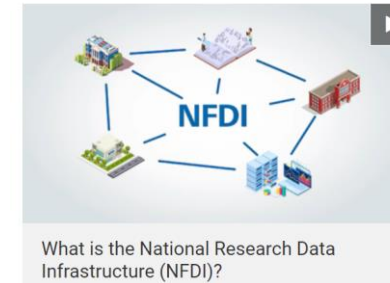 NFDI
What is the National Research Data
Infrastructure (NFDI)?